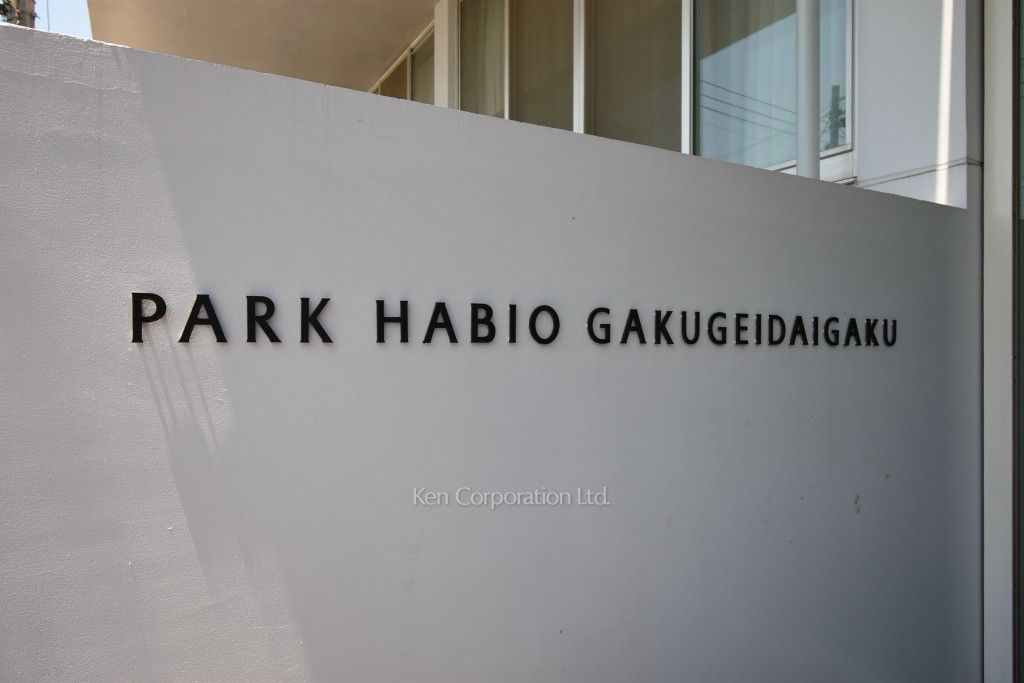 PARK HABIO GAKUGEIDAIGAKU
Ken Corporation Ltd.